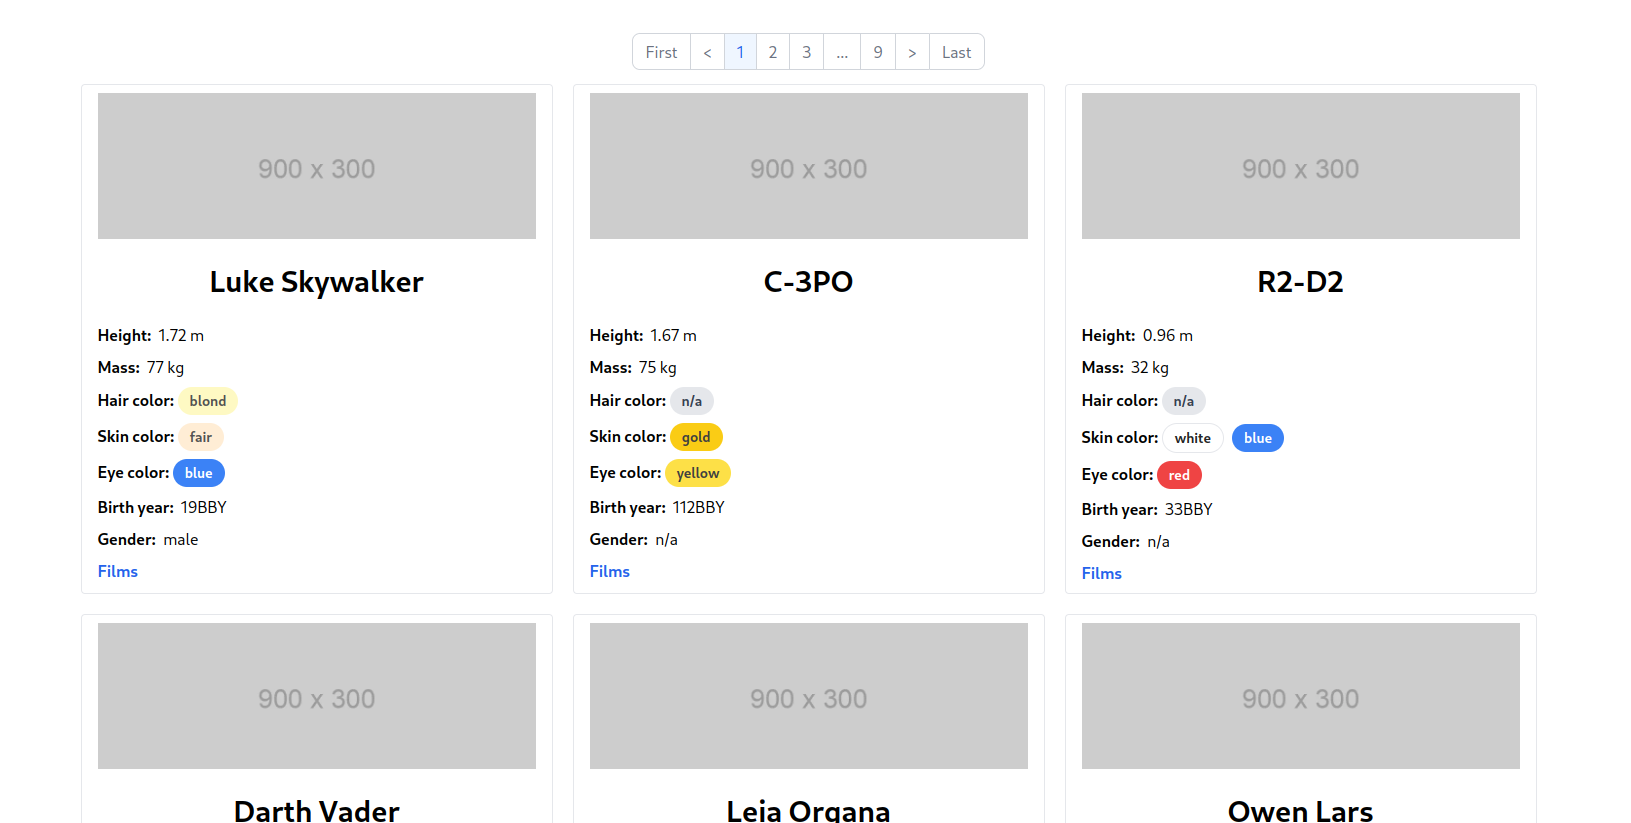 First < 1 2 3 ... 9 > Last
900 x 300
Luke Skywalker
Height: 1.72 m
Mass: 77 kg
Hair color: blond
Skin color: fair
Eye color: blue
Birth year: 19BBY
Gender: male
Films
900 x 300
C-3PO
Height: 1.67 m
Mass: 75 kg
Hair color: n/a
Skin color: gold
Eye color: yellow
Birth year: 112BBY
Gender: n/a
Films
900 x 300
R2-D2
Height: 0.96 m
Mass: 32 kg
Hair color: n/a
Skin color: white blue
Eye color: red
Birth year: 33BBY
Gender: n/a
Films
900 x 300
Darth Vader
900 x 300
Leia Organa
900 x 300
Owen Lars